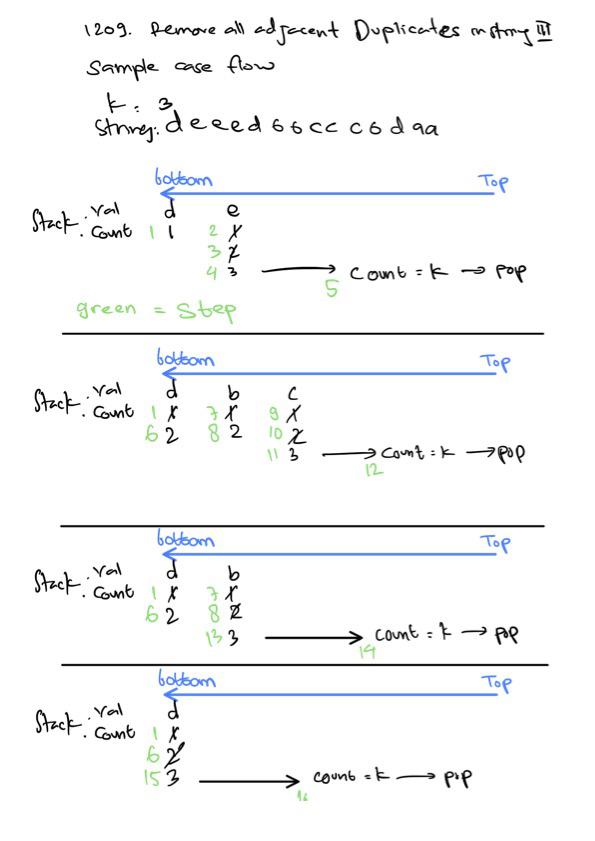 1209. Remove all adjacent Duplicates in string III
Sample case flow
k : 3
String: deeed66cc c6d aa
bottom Top
Stack: Val d e
: Count 1 1 2 1
3 2
4 3 → Count = k → pop
5
green = Step
bottom Top
Stack: Val d b c
: Count 1 1 7 1 9 1
6 2 8 2 10 2
11 3 → Count = k → pop
12
bottom Top
Stack: Val d b
: Count 1 1 7 1
6 2 8 2
13 3 → Count = k → pop
14
bottom Top
Stack: Val d
: Count 1 1
6 2
15 3 → count = k → pop
16